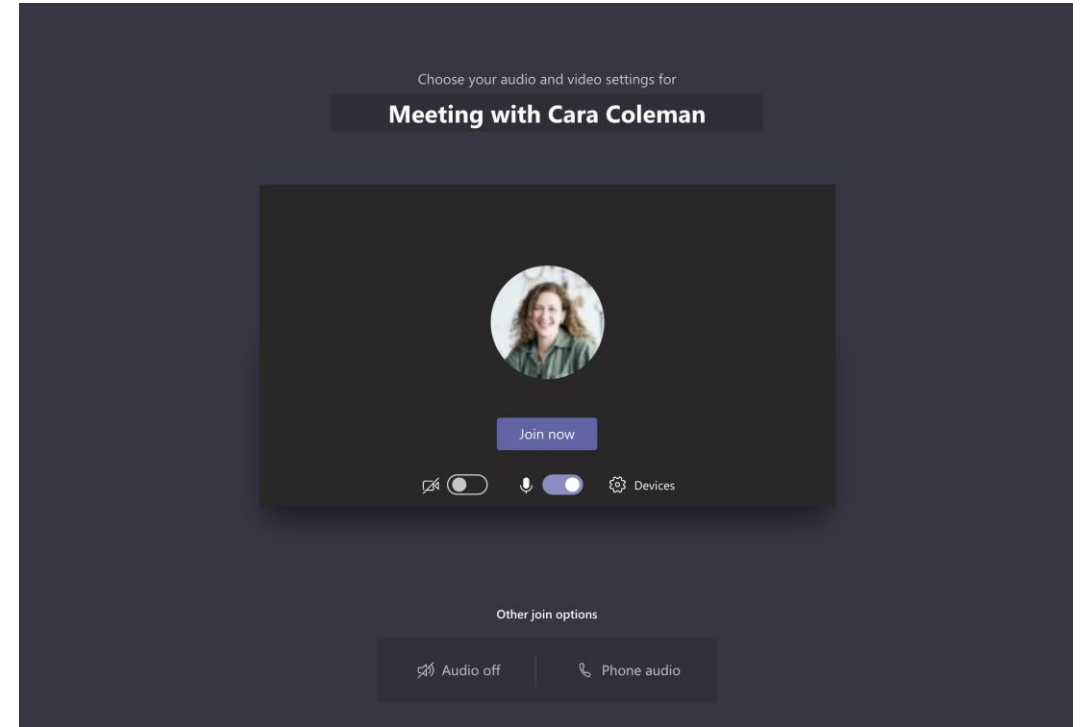 Choose your audio and video settings for
Meeting with Cara Coleman
Join now
Devices
Other join options
Audio off
Phone audio